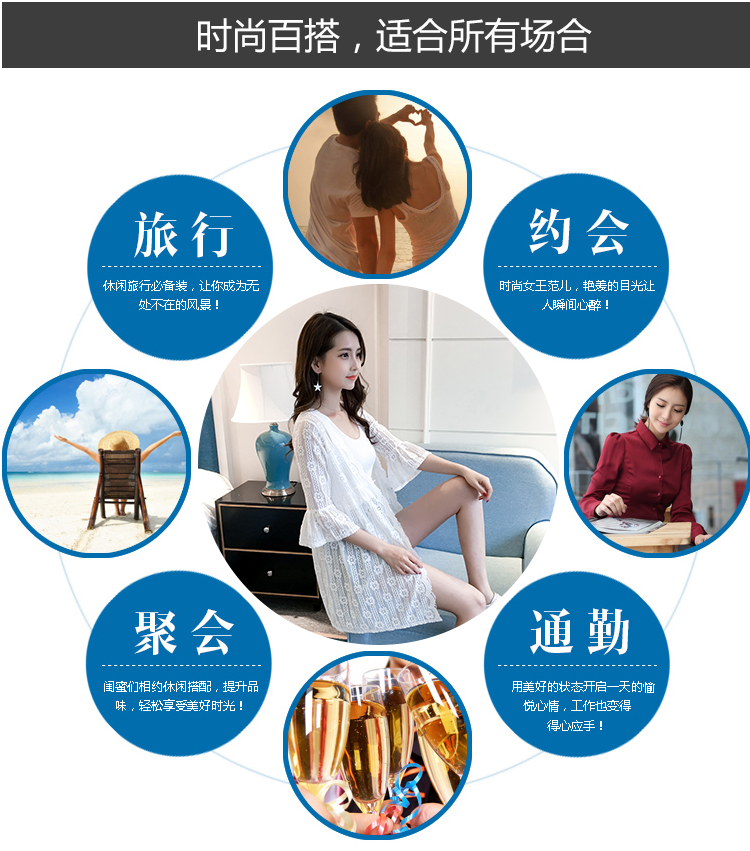 时尚百搭，适合所有场合
旅行
休闲旅行必备装，让你成为无
处不在的风景！
约会
时尚女王范儿，艳羡的目光让
人瞬间心醉！
聚会
闺蜜们相约休闲搭配，提升品
味，轻松享受美好时光！
通勤
用美好的状态开启一天的愉
悦心情，工作也变得
得心应手！